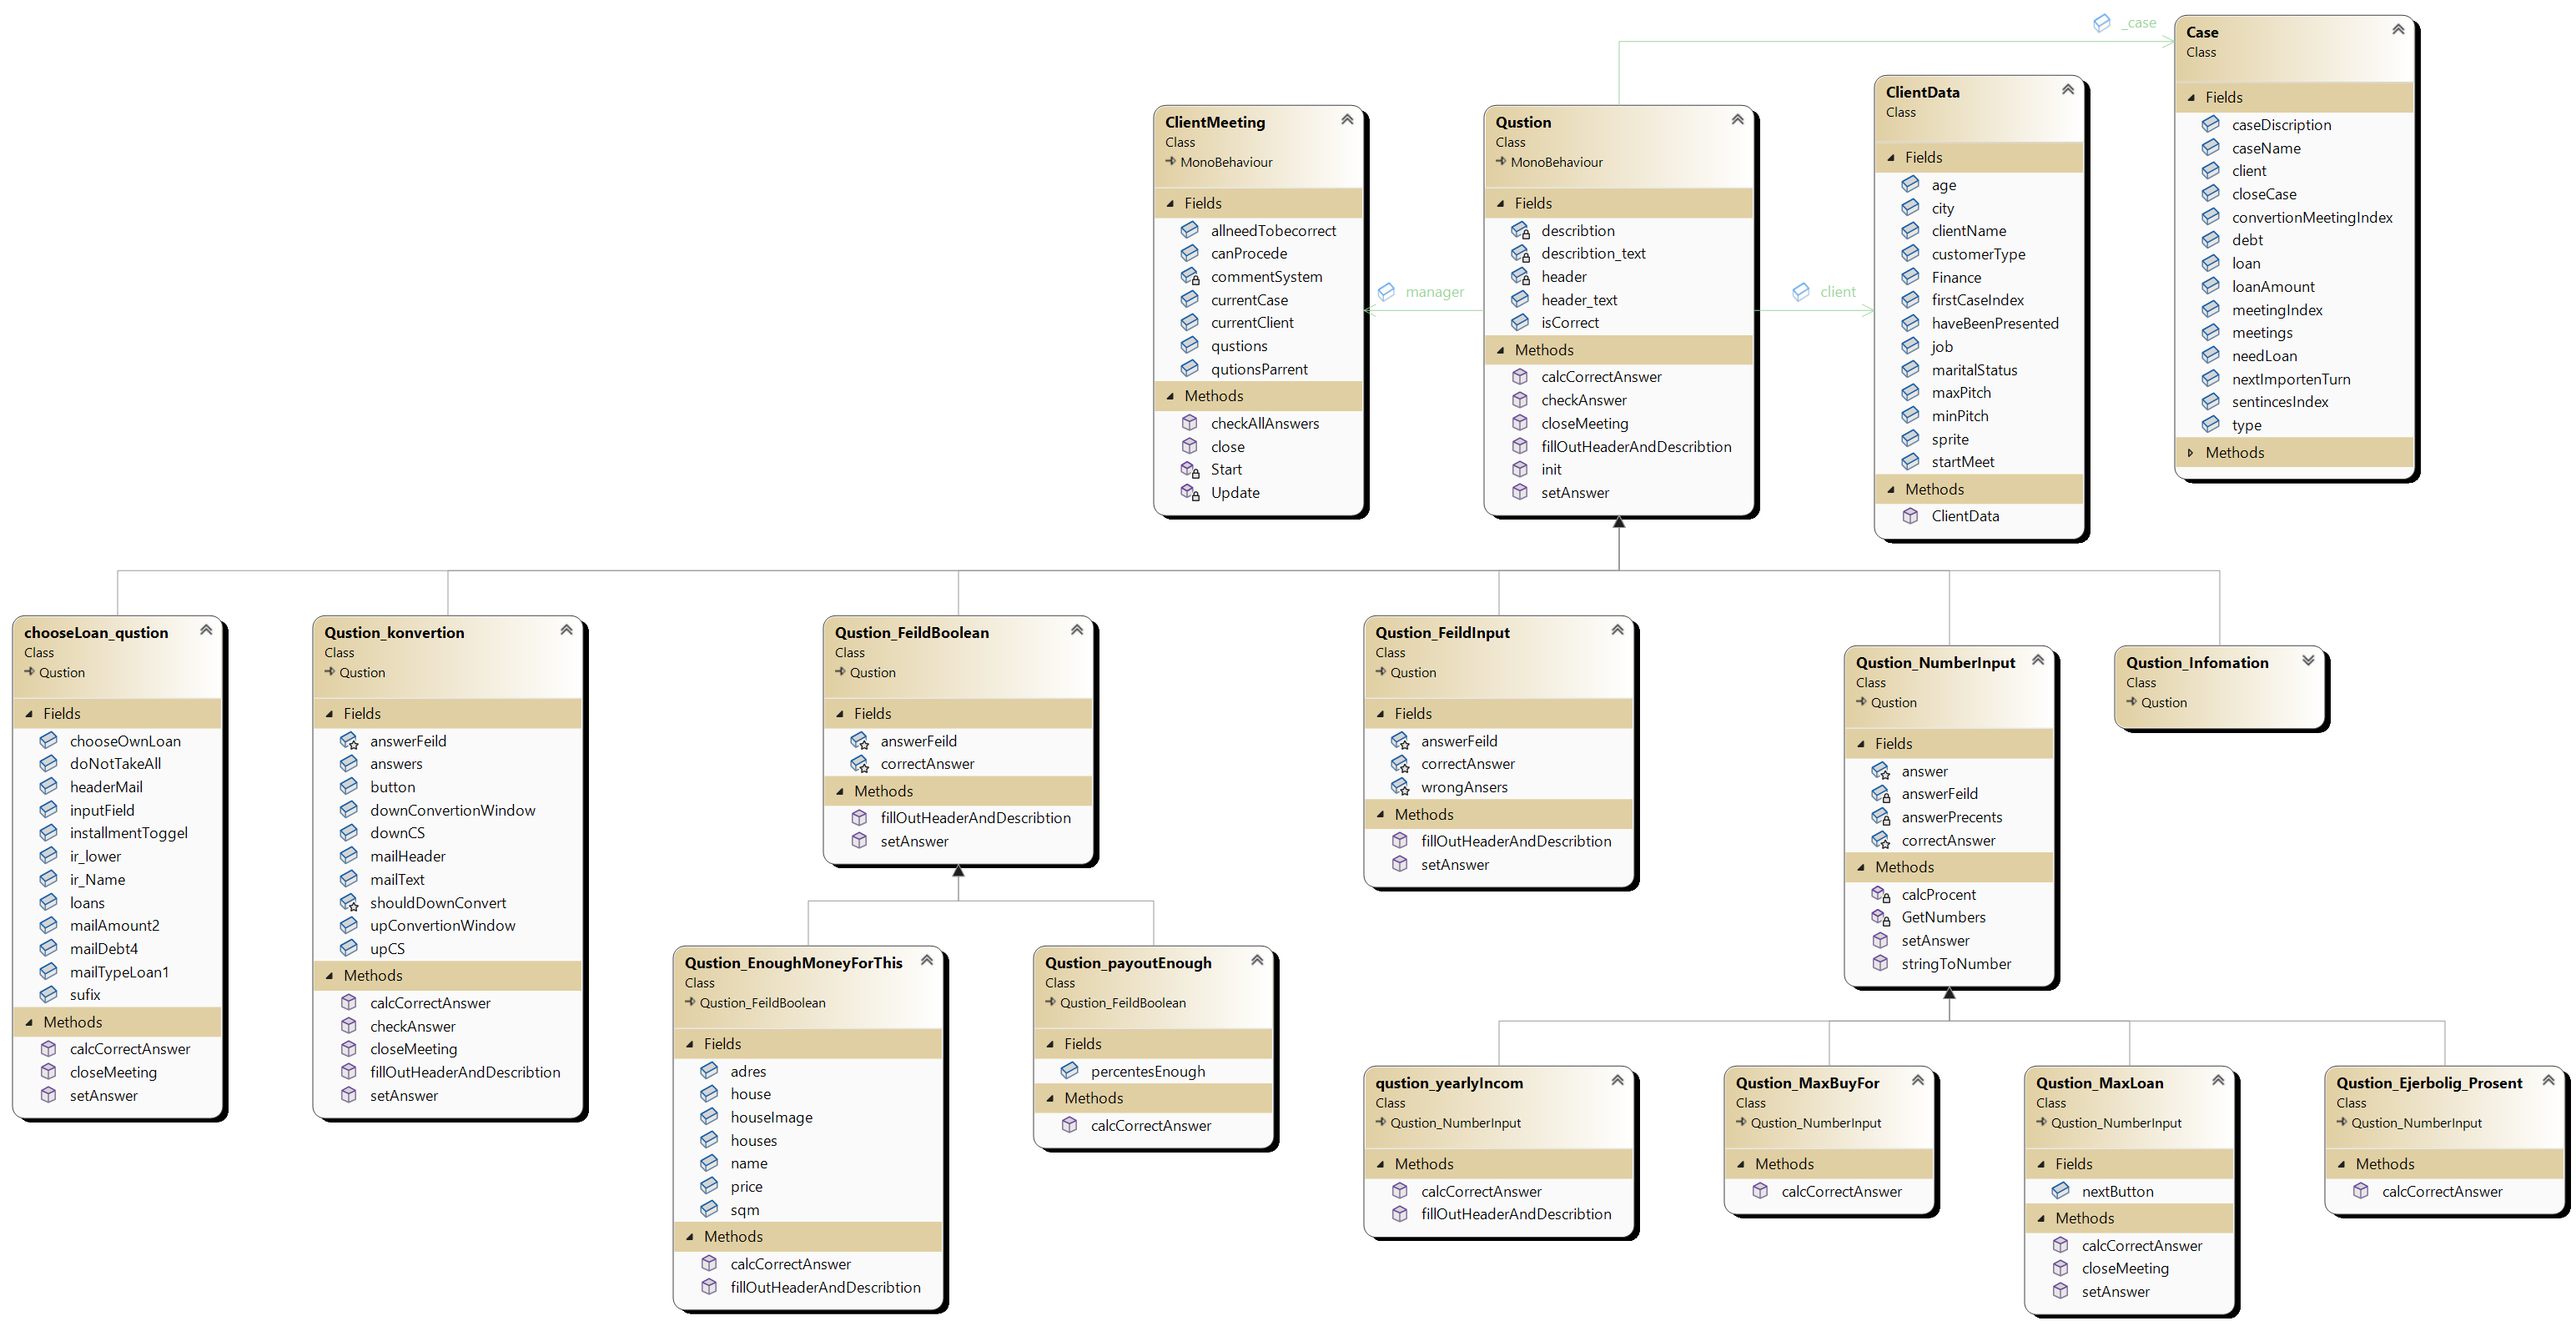 _case
Case
Class
Fields
caseDiscription
caseName
client
closeCase
convertionMeetingIndex
debt
loan
loanAmount
meetingIndex
meetings
needLoan
nextImportenTurn
sentincesIndex
type
Methods
ClientMeeting
Class
MonoBehaviour
Fields
allneedTobecorrect
canProcede
commentSystem
currentCase
currentClient
qustions
qutionsParrent
Methods
checkAllAnswers
close
Start
Update
manager
Qustion
Class
MonoBehaviour
Fields
describtion
describtion_text
header
header_text
isCorrect
Methods
calcCorrectAnswer
checkAnswer
closeMeeting
fillOutHeaderAndDescribtion
init
setAnswer
client
ClientData
Class
Fields
age
city
clientName
customerType
Finance
firstCaseIndex
haveBeenPresented
job
maritalStatus
maxPitch
minPitch
sprite
startMeet
Methods
ClientData
chooseLoan_qustion
Class
Qustion
Fields
chooseOwnLoan
doNotTakeAll
headerMail
inputField
installmentToggel
ir_lower
ir_Name
loans
mailAmount2
mailDebt4
mailTypeLoan1
sufix
Methods
calcCorrectAnswer
closeMeeting
setAnswer
Qustion_konvertion
Class
Qustion
Fields
answerFeild
answers
button
downConvertionWindow
downCS
mailHeader
mailText
shouldDownConvert
upConvertionWindow
upCS
Methods
calcCorrectAnswer
checkAnswer
closeMeeting
fillOutHeaderAndDescribtion
setAnswer
Qustion_FeildBoolean
Class
Qustion
Fields
answerFeild
correctAnswer
Methods
fillOutHeaderAndDescribtion
setAnswer
Qustion_FeildInput
Class
Qustion
Fields
answerFeild
correctAnswer
wrongAnsers
Methods
fillOutHeaderAndDescribtion
setAnswer
Qustion_NumberInput
Class
Qustion
Fields
answer
answerFeild
answerPrecents
correctAnswer
Methods
calcProcent
GetNumbers
setAnswer
stringToNumber
Qustion_Infomation
Class
Qustion
Qustion_EnoughMoneyForThis
Class
Qustion_FeildBoolean
Fields
adres
house
houseImage
houses
name
price
sqm
Methods
calcCorrectAnswer
fillOutHeaderAndDescribtion
Qustion_payoutEnough
Class
Qustion_FeildBoolean
Fields
percentesEnough
Methods
calcCorrectAnswer
qustion_yearlyIncom
Class
Qustion_NumberInput
Methods
calcCorrectAnswer
fillOutHeaderAndDescribtion
Qustion_MaxBuyFor
Class
Qustion_NumberInput
Methods
calcCorrectAnswer
Qustion_MaxLoan
Class
Qustion_NumberInput
Fields
nextButton
Methods
calcCorrectAnswer
closeMeeting
setAnswer
Qustion_Ejerbolig_Prosent
Class
Qustion_NumberInput
Methods
calcCorrectAnswer